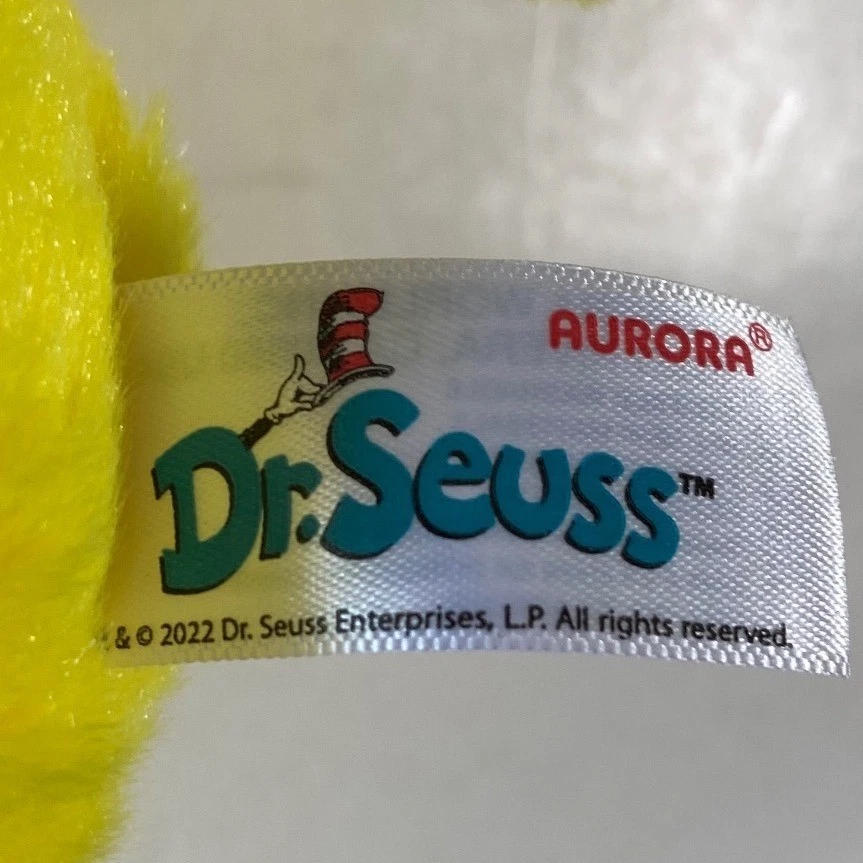 AURORA®
Dr. Seuss™
& © 2022 Dr. Seuss Enterprises, L.P. All rights reserved.